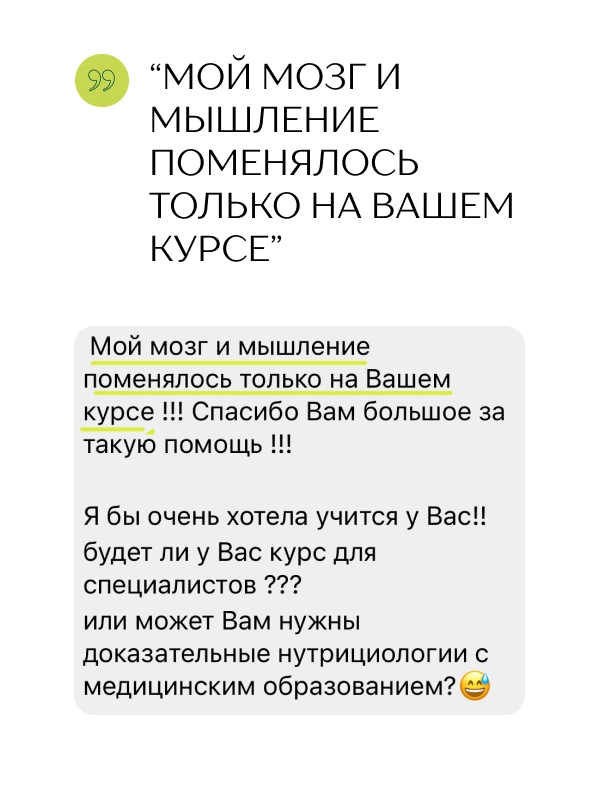 “МОЙ МОЗГ И
МЫШЛЕНИЕ
ПОМЕНЯЛОСЬ
ТОЛЬКО НА ВАШЕМ
КУРСЕ”
Мой мозг и мышление
поменялось только на Вашем
курсе !!! Спасибо Вам большое за
такую помощь !!!
Я бы очень хотела учится у Вас!!
будет ли у Вас курс для
специалистов ???
или может Вам нужны
доказательные нутрициологии с
медицинским образованием?😅